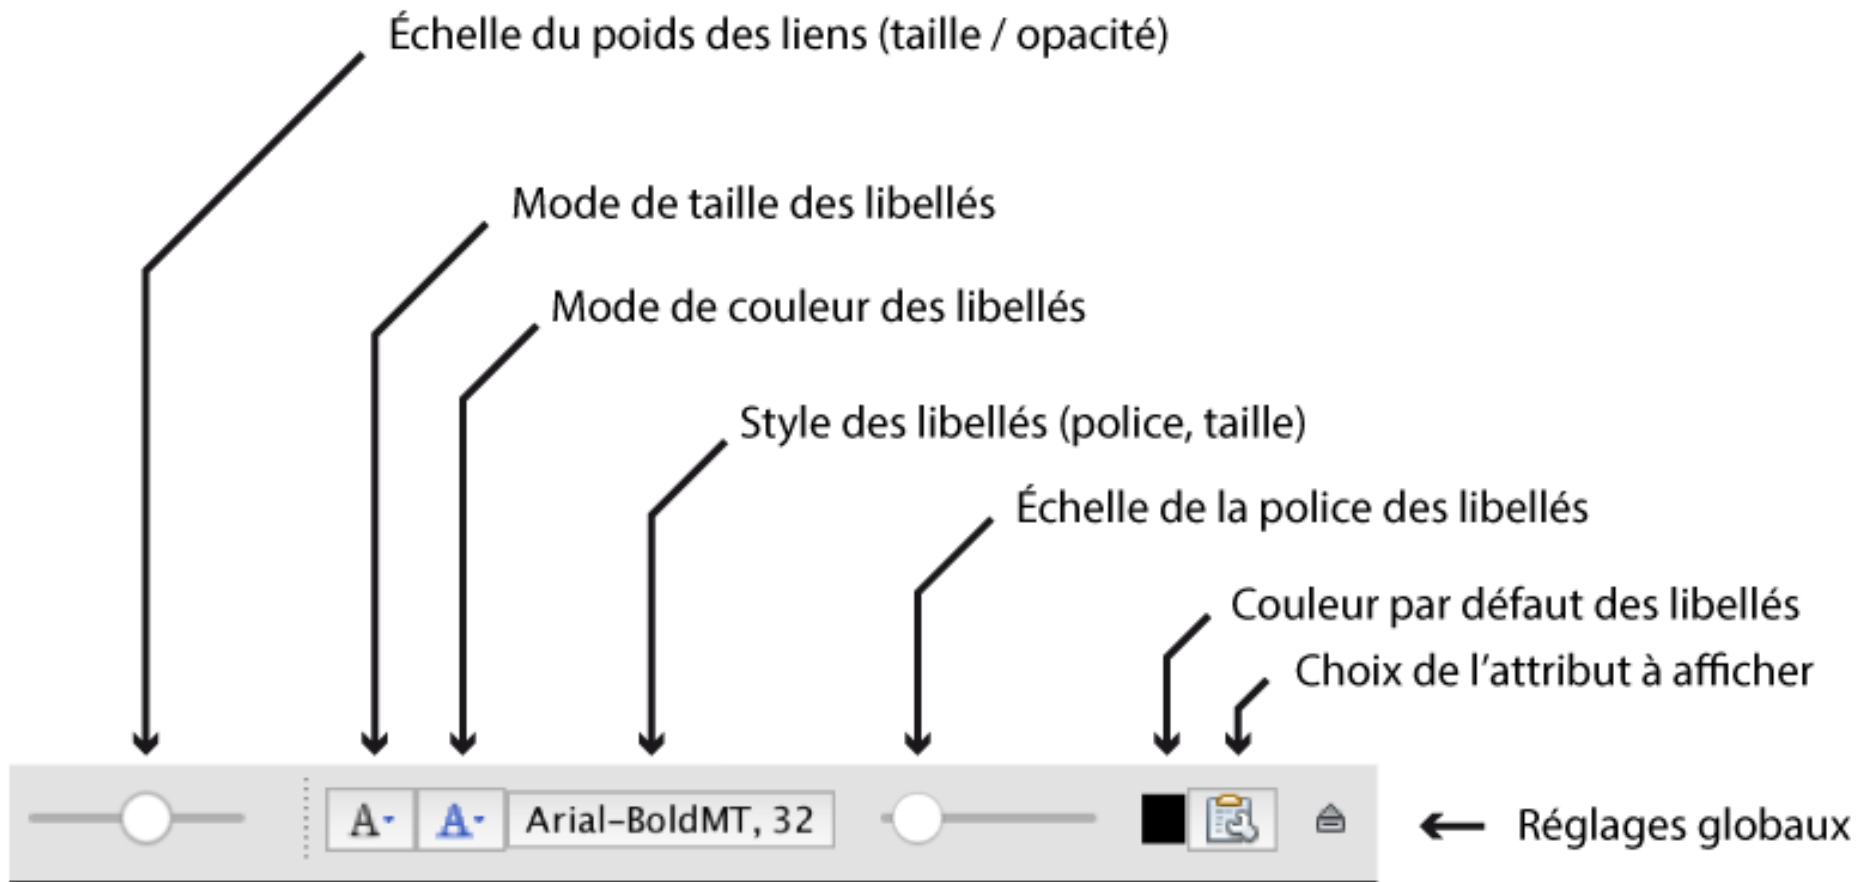 Échelle du poids des liens (taille / opacité)
Mode de taille des libellés
Mode de couleur des libellés
Style des libellés (police, taille)
Échelle de la police des libellés
Couleur par défaut des libellés
Choix de l'attribut à afficher
A A Arial-BoldMT, 32
Réglages globaux